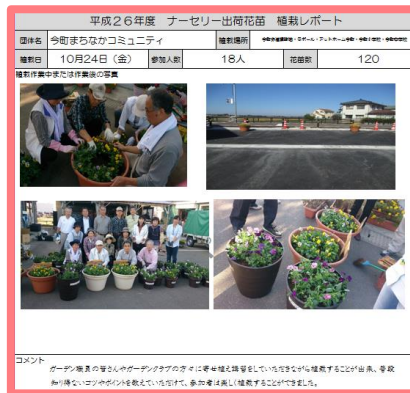 平成26年度　ナーセリー出荷花苗　植栽レポート
団体名　今町まちなかコミュニティ　植栽場所
植栽日　10月24日（金）　参加人数　18人　花苗数　120
植栽作業中または作業後の写真
コメント
ガーデン職員の皆さんやガーデンクラブの方々に寄せ植え講習をしていただきながら植栽することが出来、普段
知り得ないコツやポイントを教えていただけて、参加者は楽しく植栽することができました。